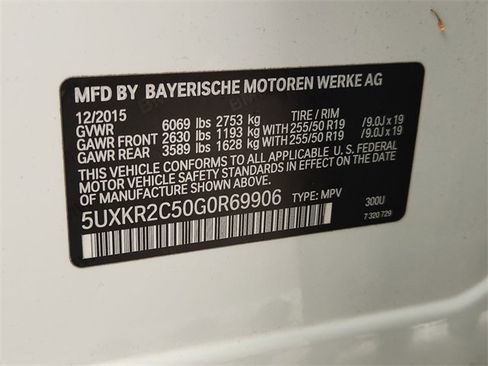 MFD BY BAYERISCHE MOTOREN WERKE AG
12/2015 TIRE / RIM
GVWR 6069 lbs 2753 kg
GAWR FRONT 2630 lbs 1193 kg WITH 255/50 R19 /9.0J x 19
GAWR REAR 3589 lbs 1628 kg WITH 255/50 R19 /9.0J x 19
THIS VEHICLE CONFORMS TO ALL APPLICABLE U.S. FEDERAL
MOTOR VEHICLE SAFETY STANDARDS IN EFFECT ON THE
DATE OF MANUFACTURE SHOWN ABOVE.
5UXKR2C50G0R69906 TYPE: MPV 300U
7 320 729